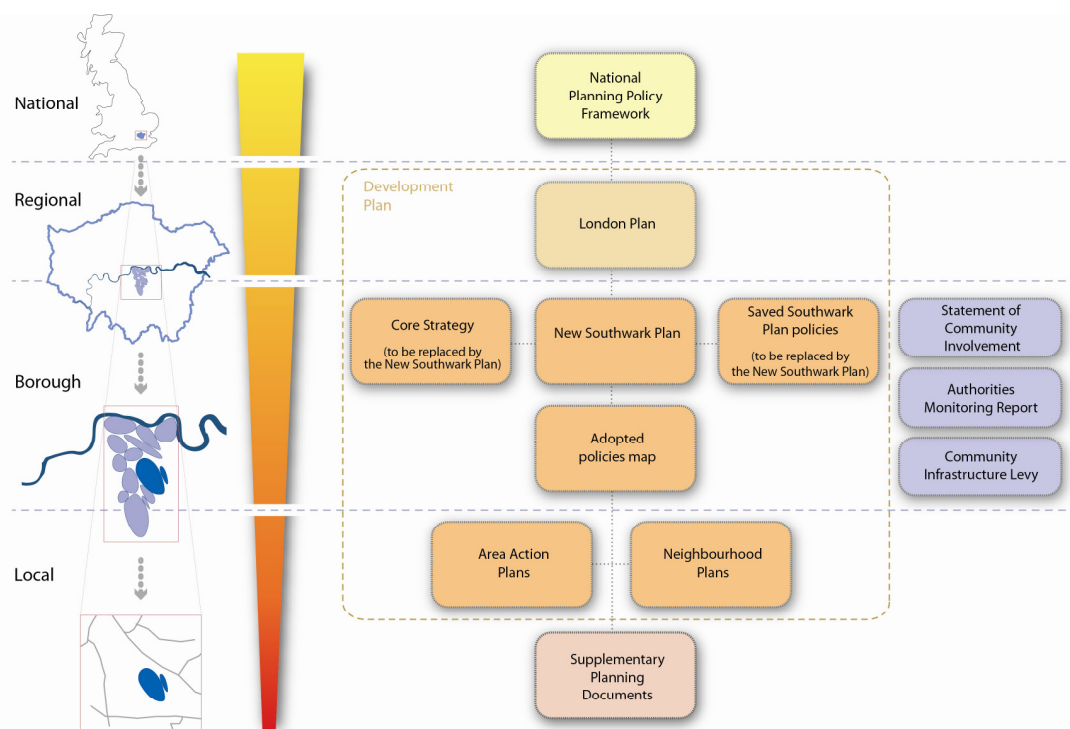 National
Regional
Borough
Local
National
Planning Policy
Framework
Development
Plan
London Plan
Core Strategy
(to be replaced by
the New Southwark Plan)
New Southwark Plan
Saved Southwark
Plan policies
(to be replaced by
the New Southwark Plan)
Statement of
Community
Involvement
Authorities
Monitoring Report
Adopted
policies map
Community
Infrastructure Levy
Area Action
Plans
Neighbourhood
Plans
Supplementary
Planning
Documents